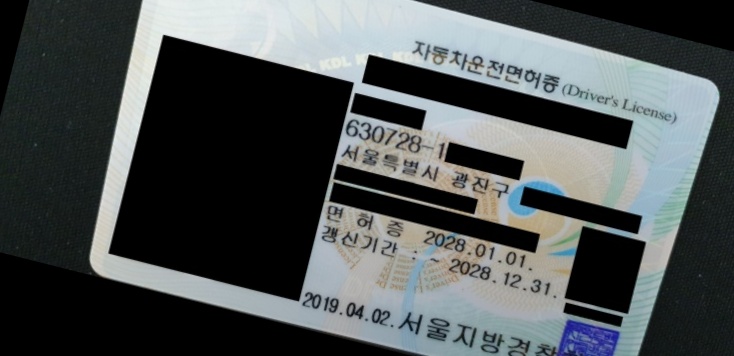 자동차운전면허증 (Driver's License)
630728-1
서울특별시 광진구
면 허 증 2028.01.01.
갱신기간 : ~ 2028.12.31.
2019.04.02. 서울지방경찰